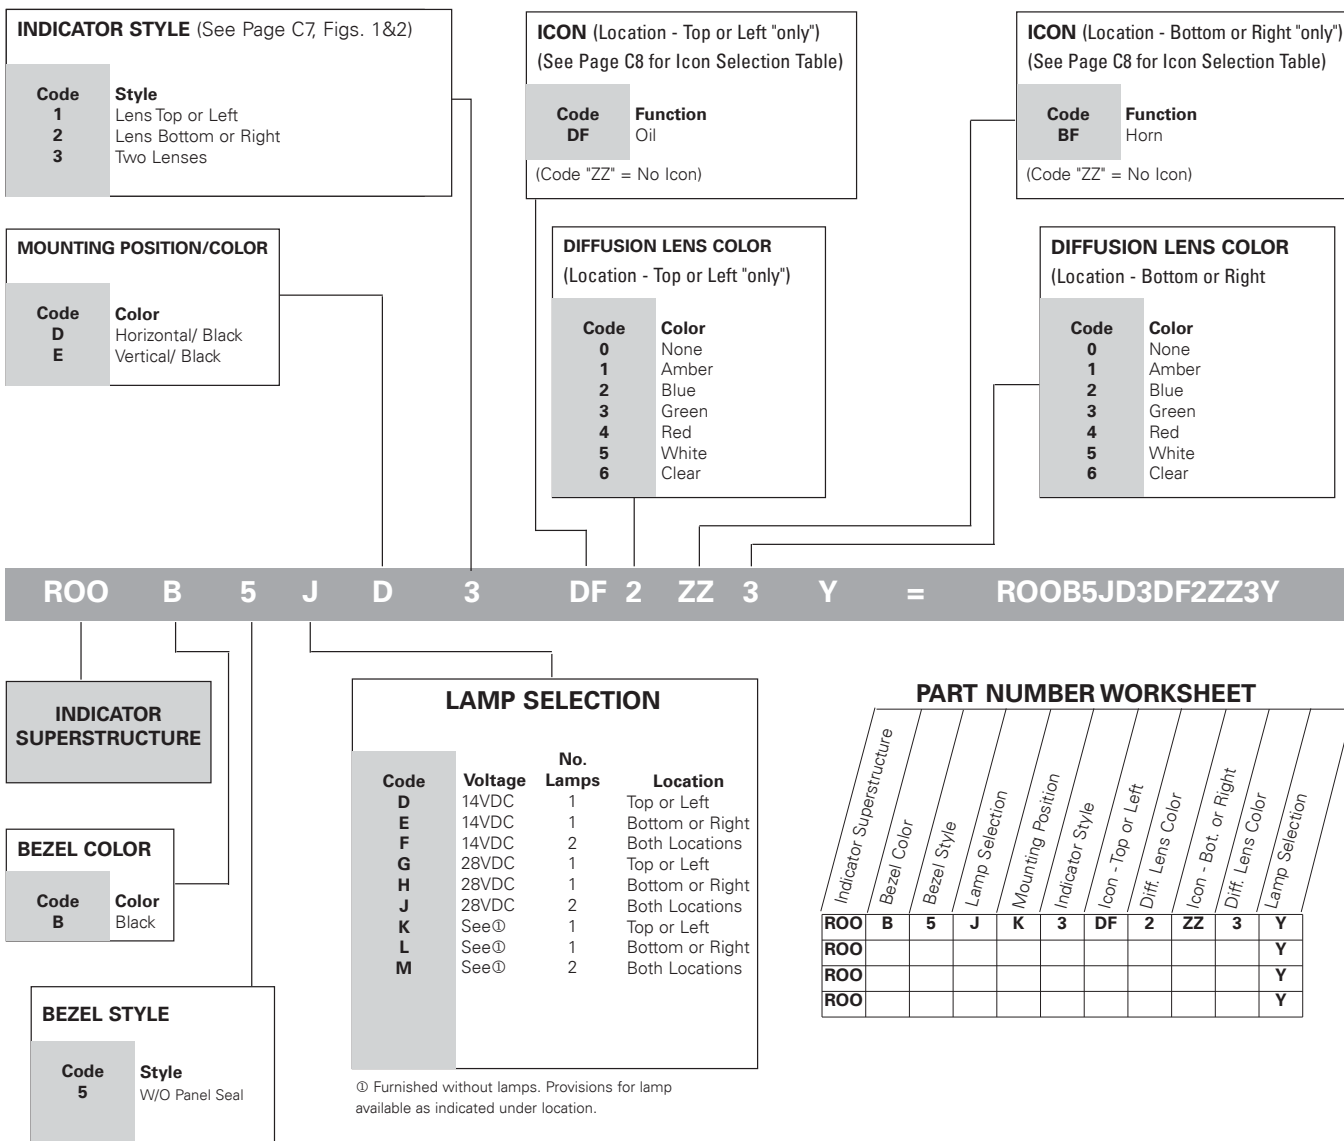 INDICATOR STYLE (See Page C7, Figs. 1&2)
Code Style
1 Lens Top or Left
2 Lens Bottom or Right
3 Two Lenses
ICON (Location - Top or Left "only")
(See Page C8 for Icon Selection Table)
Code Function
DF Oil
(Code "ZZ" = No Icon)
ICON (Location - Bottom or Right "only")
(See Page C8 for Icon Selection Table)
Code Function
BF Horn
(Code "ZZ" = No Icon)
MOUNTING POSITION/COLOR
Code Color
D Horizontal/ Black
E Vertical/ Black
DIFFUSION LENS COLOR
(Location - Top or Left "only")
Code Color
0 None
1 Amber
2 Blue
3 Green
4 Red
5 White
6 Clear
DIFFUSION LENS COLOR
(Location - Bottom or Right
Code Color
0 None
1 Amber
2 Blue
3 Green
4 Red
5 White
6 Clear
ROO B 5 J D 3 DF 2 ZZ 3 Y = ROOB5JD3DF2ZZ3Y
INDICATOR
SUPERSTRUCTURE
BEZEL COLOR
Code Color
B Black
BEZEL STYLE
Code Style
5 W/O Panel Seal
LAMP SELECTION
Code Voltage No. Lamps Location
D 14VDC 1 Top or Left
E 14VDC 1 Bottom or Right
F 14VDC 2 Both Locations
G 28VDC 1 Top or Left
H 28VDC 1 Bottom or Right
J 28VDC 2 Both Locations
K See① 1 Top or Left
L See① 1 Bottom or Right
M See① 2 Both Locations
① Furnished without lamps. Provisions for lamp
available as indicated under location.
PART NUMBER WORKSHEET
Indicator Superstructure
Bezel Color
Bezel Style
Lamp Selection
Mounting Position
Indicator Style
Icon - Top or Left
Diff. Lens Color
Icon - Bot. or Right
Diff. Lens Color
Lamp Selection
ROO B 5 J K 3 DF 2 ZZ 3 Y
ROO Y
ROO Y
ROO Y